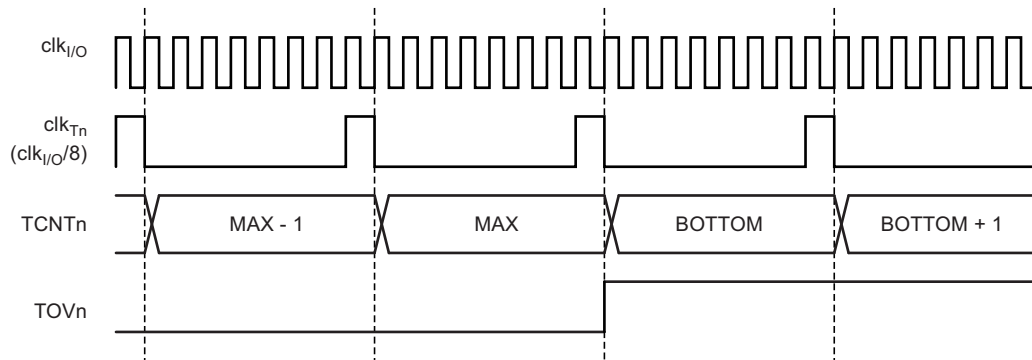 clkI/O
clkTn
(clkI/O/8)
TCNTn
MAX - 1
MAX
BOTTOM
BOTTOM + 1
TOVn